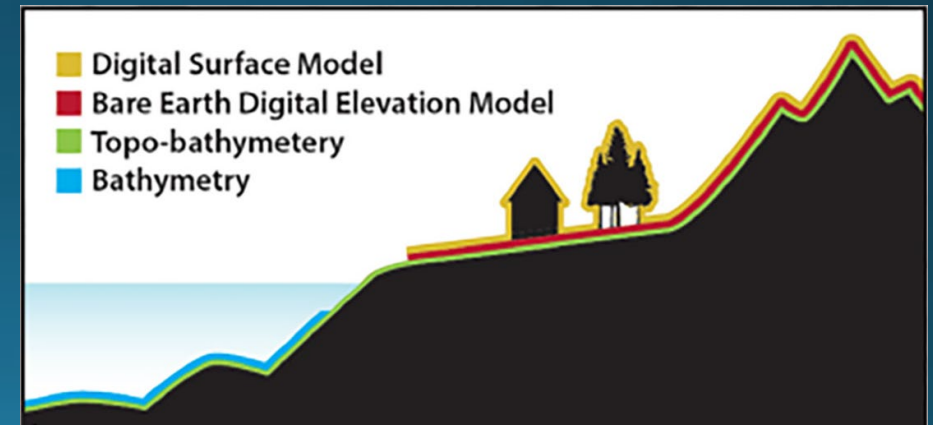 Digital Surface Model
Bare Earth Digital Elevation Model
Topo-bathymetery
Bathymetry